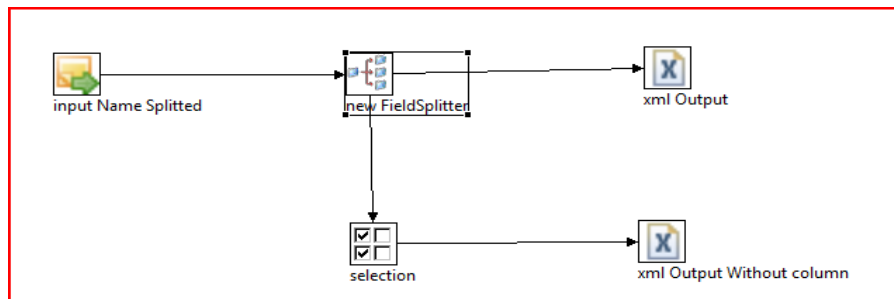 input Name Splitted
new FieldSplitter
xml Output
selection
xml Output Without column